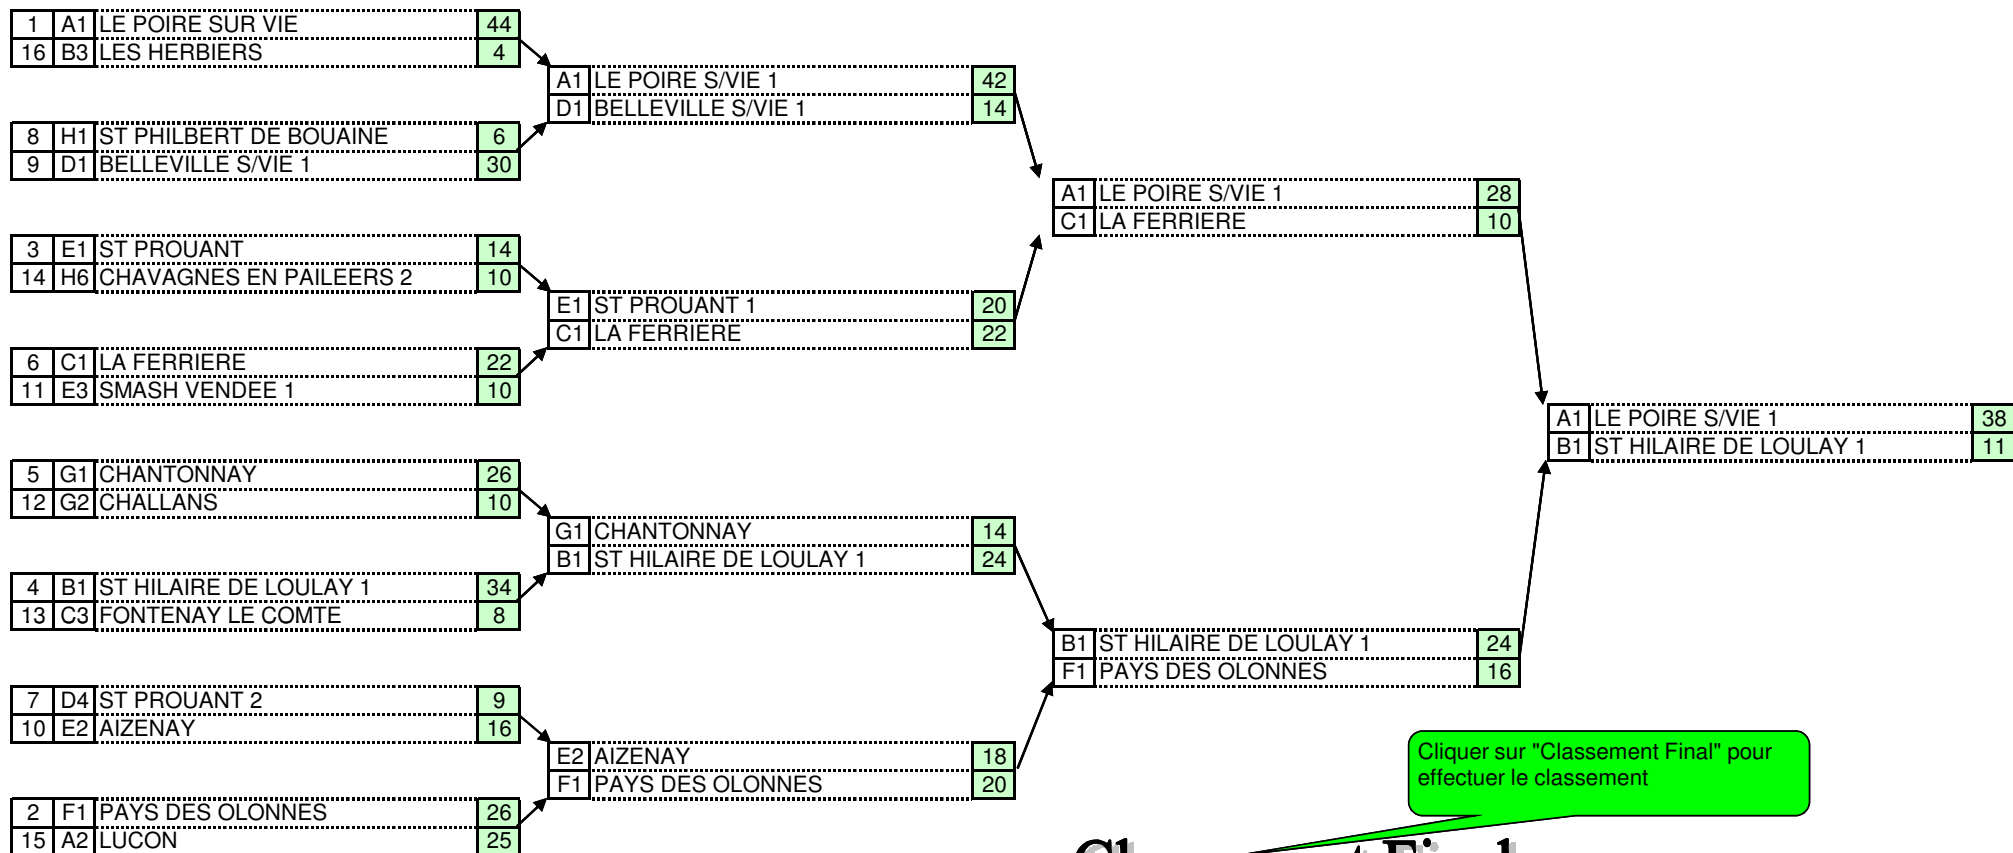 1 A1 LE POIRE SUR VIE 44
16 B3 LES HERBIERS 4
8 H1 ST PHILBERT DE BOUAINE 6
9 D1 BELLEVILLE S/VIE 1 30
3 E1 ST PROUANT 14
14 H6 CHAVAGNES EN PAILEERS 2 10
6 C1 LA FERRIERE 22
11 E3 SMASH VENDEE 1 10
5 G1 CHANTONNAY 26
12 G2 CHALLANS 10
4 B1 ST HILAIRE DE LOULAY 1 34
13 C3 FONTENAY LE COMTE 8
7 D4 ST PROUANT 2 9
10 E2 AIZENAY 16
2 F1 PAYS DES OLONNES 26
15 A2 LUCON 25
A1 LE POIRE S/VIE 1 42
D1 BELLEVILLE S/VIE 1 14
E1 ST PROUANT 1 20
C1 LA FERRIERE 22
G1 CHANTONNAY 14
B1 ST HILAIRE DE LOULAY 1 24
E2 AIZENAY 18
F1 PAYS DES OLONNES 20
A1 LE POIRE S/VIE 1 28
C1 LA FERRIERE 10
B1 ST HILAIRE DE LOULAY 1 24
F1 PAYS DES OLONNES 16
A1 LE POIRE S/VIE 1 38
B1 ST HILAIRE DE LOULAY 1 11
Cliquer sur "Classement Final" pour
effectuer le classement